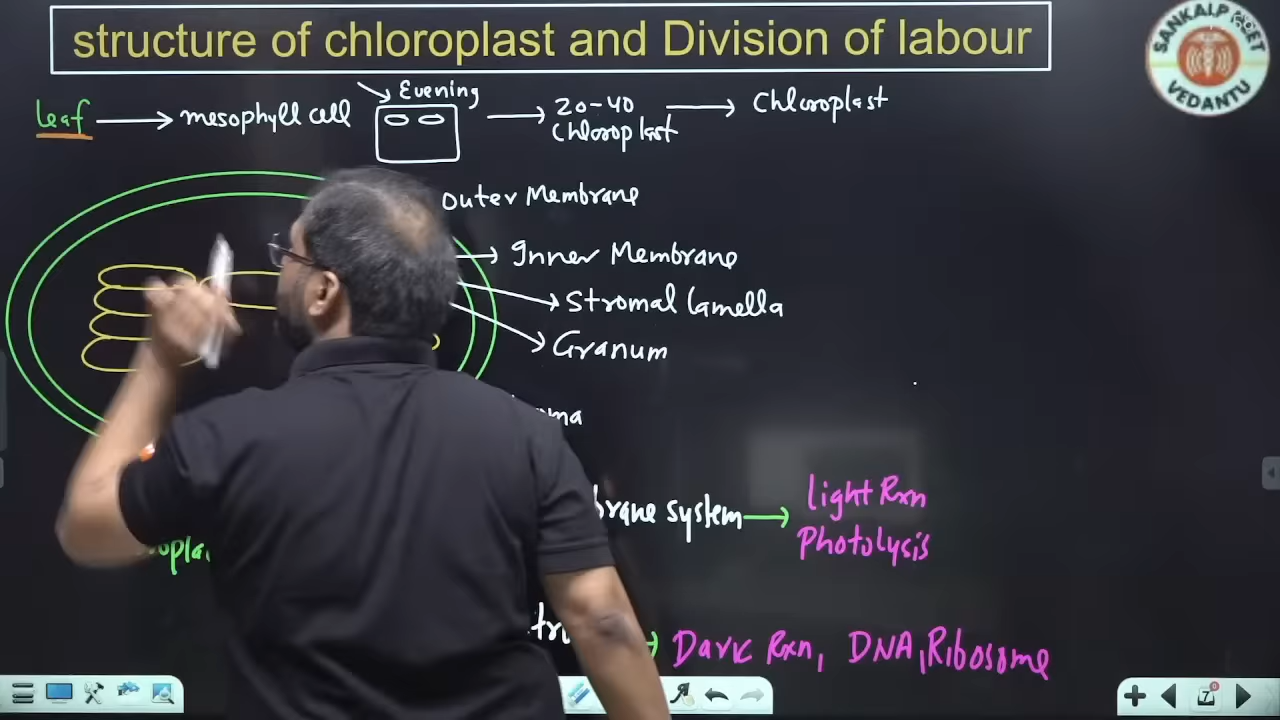 structure of chloroplast and Division of labour
SANKALP
VEDANTU
Leaf → mesophyll cell
Evening
20-40
Chloroplast
→ Chloroplast
outer Membrane
Inner Membrane
Stromal Lamella
Granum
system → Light Rxn
Photolysis
Dark Rxn, DNA, Ribosome
7